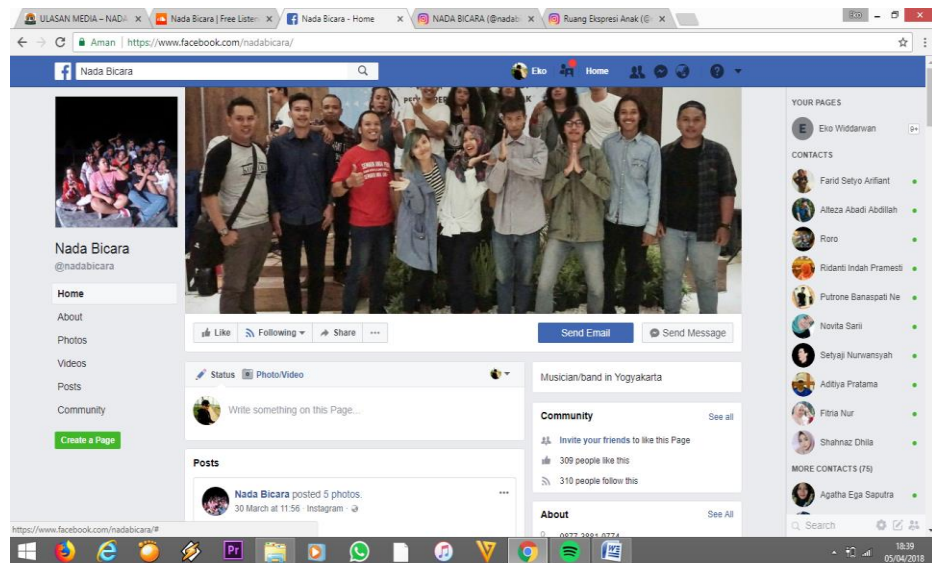 ULASAN MEDIA – NADA
Nada Bicara | Free Listen
Nada Bicara - Home
NADA BICARA (@nadab
Ruang Ekspresi Anak (@
Aman | https://www.facebook.com/nadabicara/
Nada Bicara
Eko
Home
Nada Bicara
@nadabicara
Home
About
Photos
Videos
Posts
Community
Create a Page
Like
Following
Share
Send Email
Send Message
Status
Photo/Video
Write something on this Page...
Posts
Nada Bicara posted 5 photos.
30 March at 11:56 · Instagram ·
Musician/band in Yogyakarta
Community
See all
Invite your friends to like this Page
309 people like this
310 people follow this
About
See All
0877-3881-0774
YOUR PAGES
E Eko Widdarwan
9+
CONTACTS
Farid Setyo Arifiant
Alteza Abadi Abdillah
Roro
Ridanti Indah Pramesti
Putrone Banaspati Ne
Novita Sarii
Setyaji Nurwansyah
Aditiya Pratama
Fitria Nur
Shahnaz Dhila
MORE CONTACTS (75)
Agatha Ega Saputra
Search
https://www.facebook.com/nadabicara/#
Pr
18:39
05/04/2018